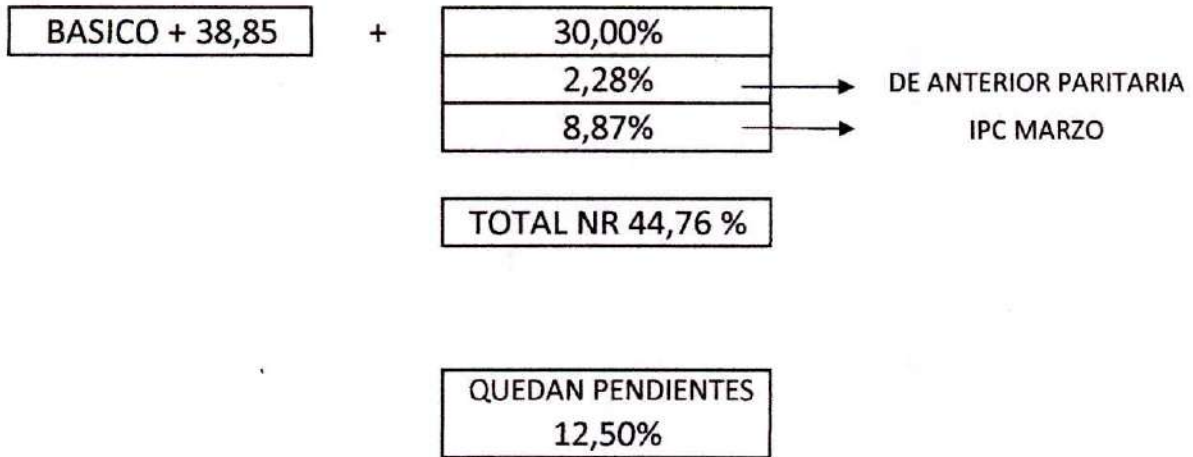 BASICO + 38,85 + 30,00%
2,28% DE ANTERIOR PARITARIA
8,87% IPC MARZO
TOTAL NR 44,76 %
QUEDAN PENDIENTES
12,50%